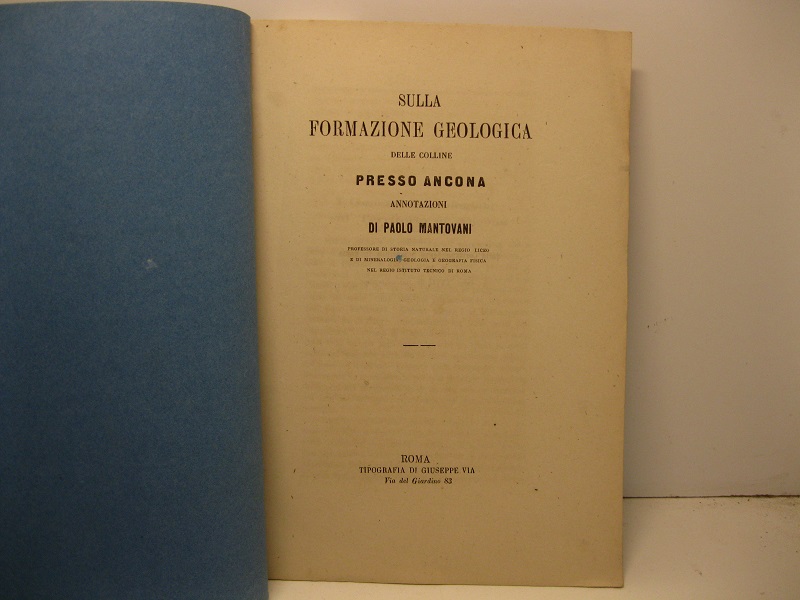 SULLA
FORMAZIONE GEOLOGICA
DELLE COLLINE
PRESSO ANCONA
ANNOTAZIONI
DI PAOLO MANTOVANI
PROFESSORE DI STORIA NATURALE NEL REGIO LICEO
E DI MINERALOGIA GEOLOGIA E GEOGRAFIA FISICA
NEL REGIO ISTITUTO TECNICO DI ROMA
ROMA
TIPOGRAFIA DI GIUSEPPE VIA
Via del Giardino 83